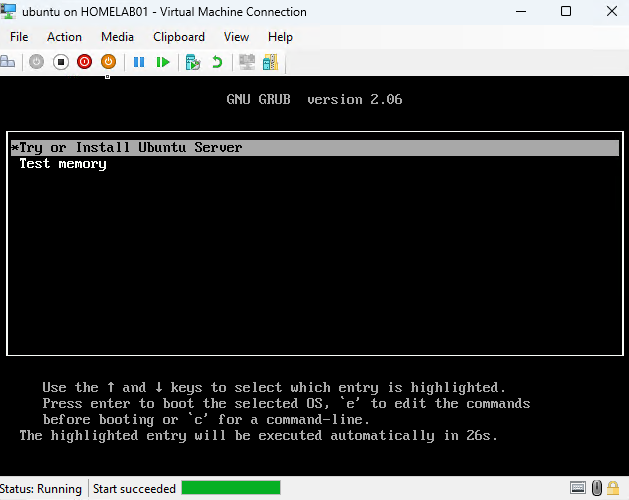 ubuntu on HOMELAB01 - Virtual Machine Connection
File Action Media Clipboard View Help
GNU GRUB version 2.06
*Try or Install Ubuntu Server
Test memory
Use the ↑ and ↓ keys to select which entry is highlighted.
Press enter to boot the selected OS, `e' to edit the commands
before booting or `c' for a command-line.
The highlighted entry will be executed automatically in 26s.
Status: Running Start succeeded